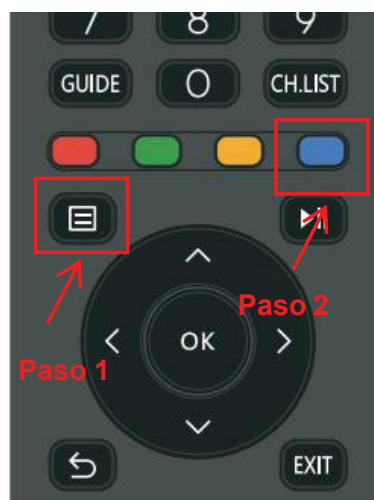 7 8 9
GUIDE 0 CH.LIST
Paso 2
OK
Paso 1
EXIT